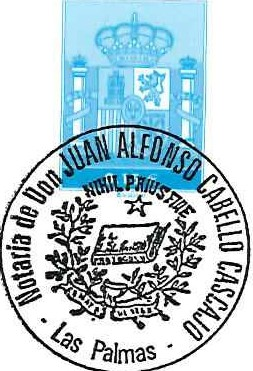 Notaría de Don JUAN ALFONSO CABELLO CASCAJO
NIHIL PRIUS FIDE
- Las Palmas -